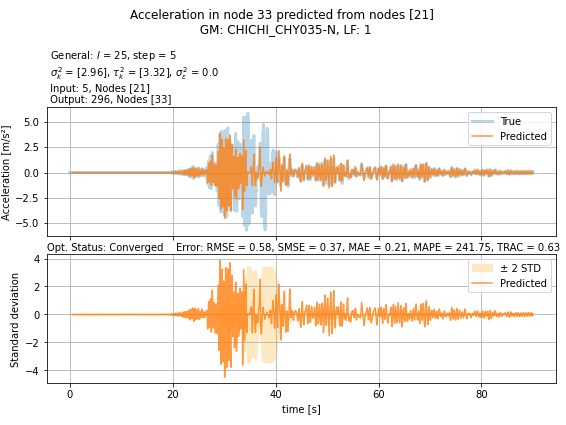 Acceleration in node 33 predicted from nodes [21]
GM: CHICHI_CHY035-N, LF: 1
General: l = 25, step = 5
σ²ₖ = [2.96], τ²ₖ = [3.32], σ²ε = 0.0
Input: 5, Nodes [21]
Output: 296, Nodes [33]
Acceleration [m/s²]
5.0
2.5
0.0
−2.5
−5.0
True
Predicted
Opt. Status: Converged Error: RMSE = 0.58, SMSE = 0.37, MAE = 0.21, MAPE = 241.75, TRAC = 0.63
Standard deviation
4
2
0
−2
−4
± 2 STD
Predicted
0 20 40 60 80
time [s]